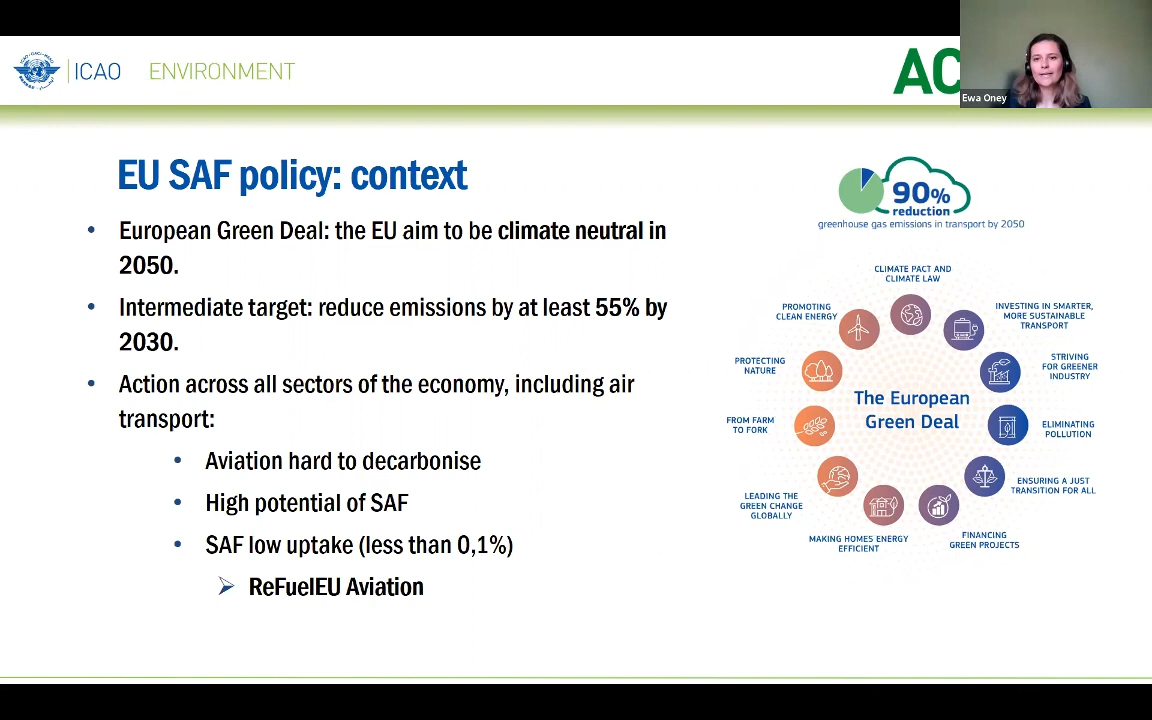 ICAO ENVIRONMENT
AC
Ewa Oney
EU SAF policy: context
• European Green Deal: the EU aim to be climate neutral in
2050.
• Intermediate target: reduce emissions by at least 55% by
2030.
• Action across all sectors of the economy, including air
transport:
• Aviation hard to decarbonise
• High potential of SAF
• SAF low uptake (less than 0,1%)
➢ ReFuelEU Aviation
90%
reduction
greenhouse gas emissions in transport by 2050
CLIMATE PACT AND
CLIMATE LAW
INVESTING IN SMARTER,
MORE SUSTAINABLE
TRANSPORT
STRIVING
FOR GREENER
INDUSTRY
ELIMINATING
POLLUTION
ENSURING A JUST
TRANSITION FOR ALL
FINANCING
GREEN PROJECTS
MAKING HOMES ENERGY
EFFICIENT
LEADING THE
GREEN CHANGE
GLOBALLY
FROM FARM
TO FORK
PROTECTING
NATURE
PROMOTING
CLEAN ENERGY
The European
Green Deal